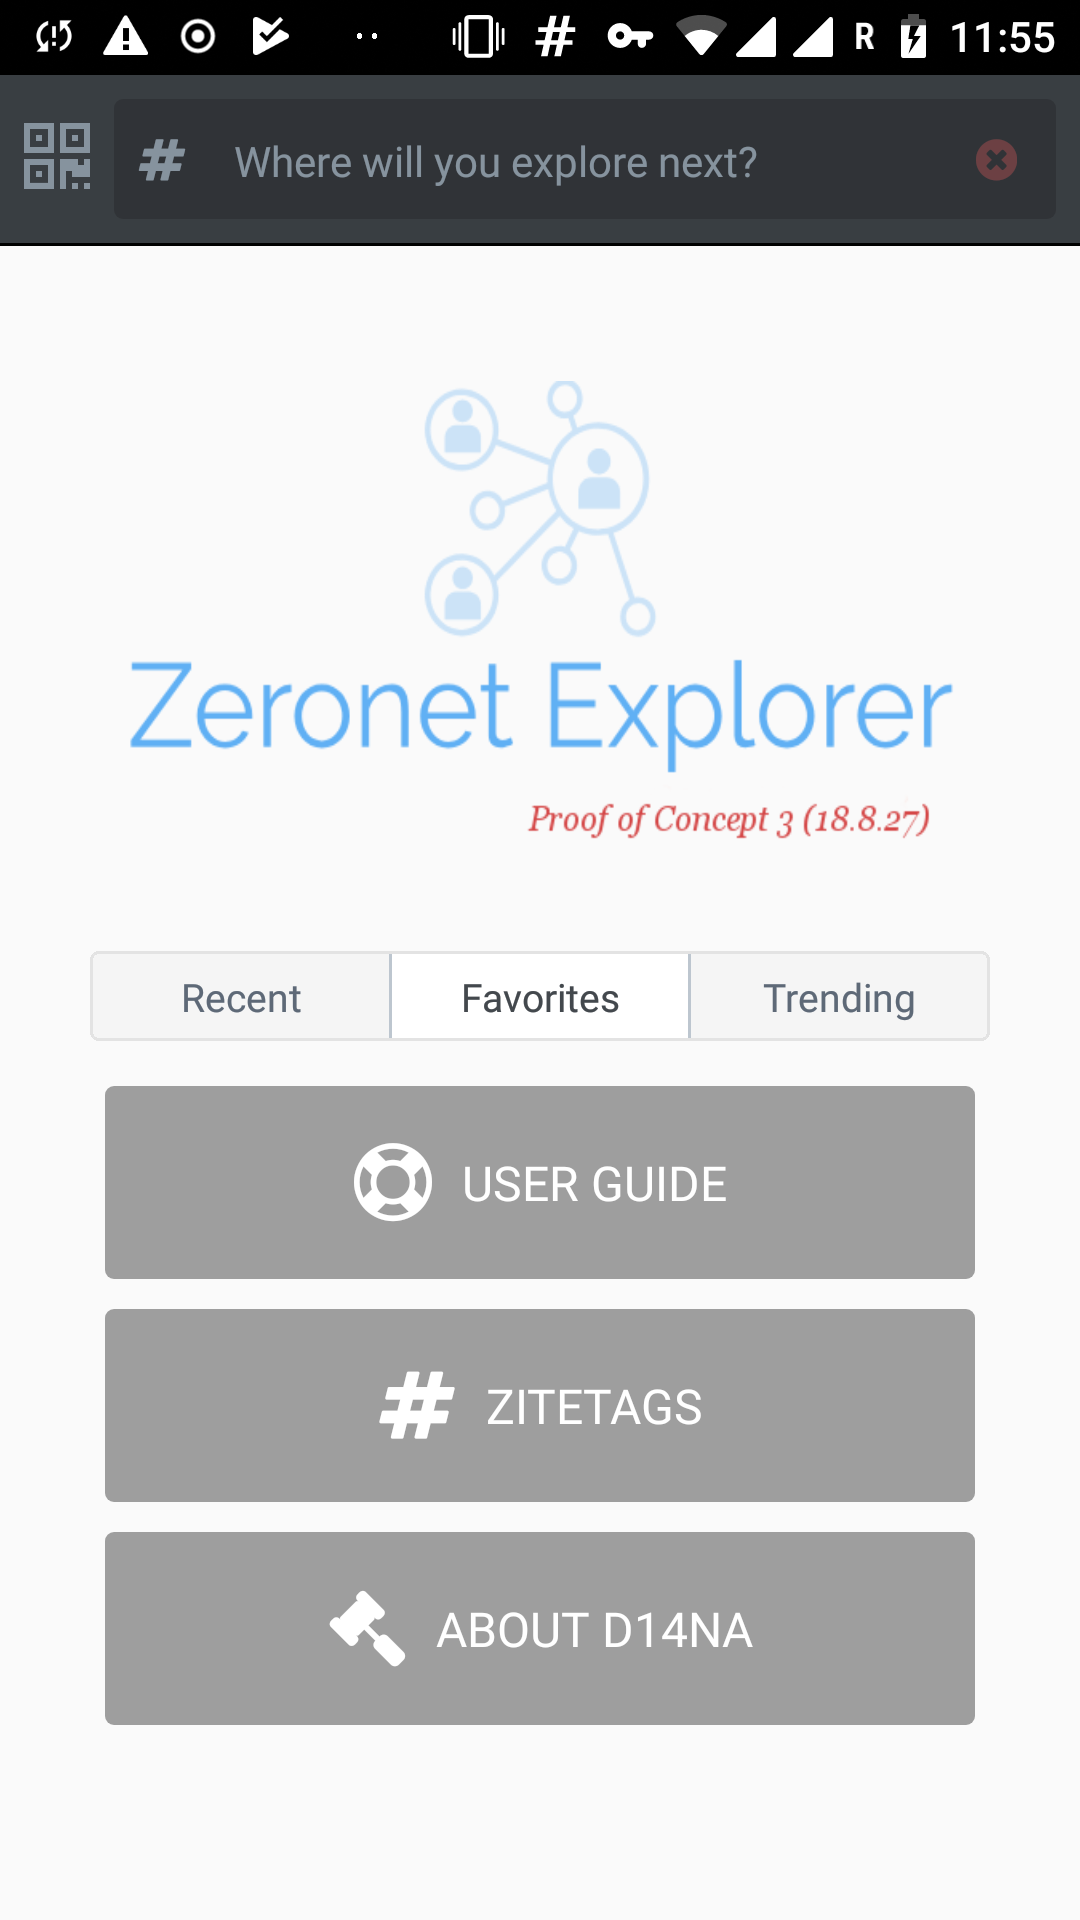 R 11:55
# Where will you explore next?
Zeronet Explorer
Proof of Concept 3 (18.8.27)
Recent Favorites Trending
USER GUIDE
# ZITETAGS
ABOUT D14NA